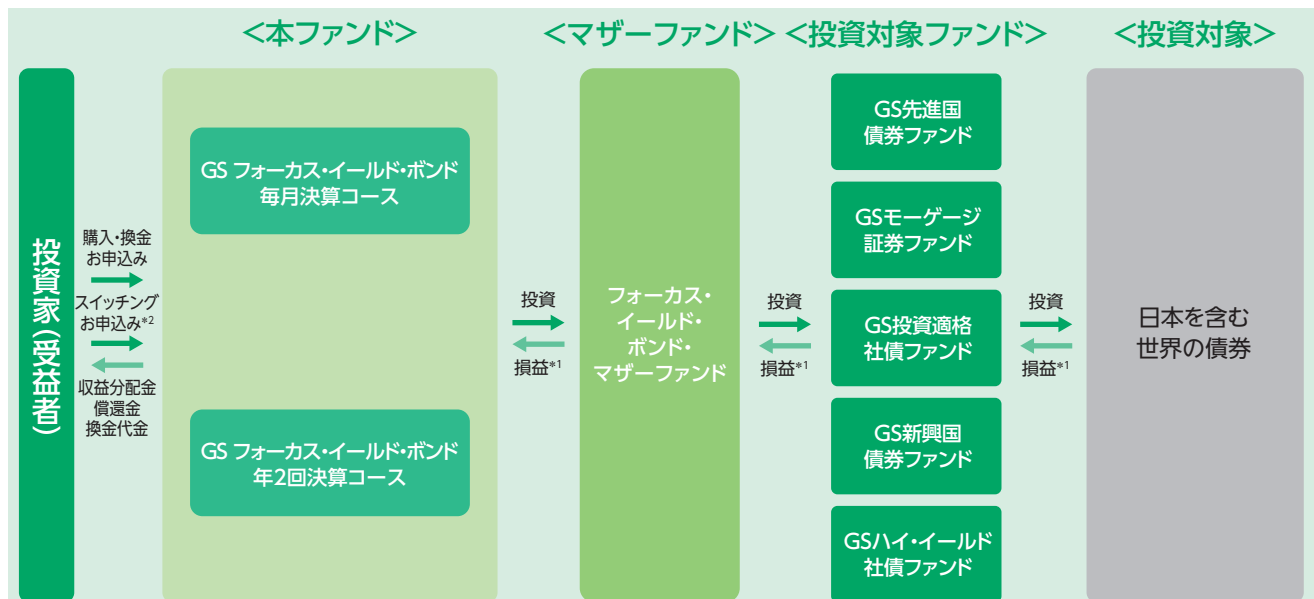 <本ファンド>
<マザーファンド>
<投資対象ファンド>
<投資対象>
投資家(受益者)
購入・換金
お申込み
スイッチング
お申込み*2
収益分配金
償還金
換金代金
GS フォーカス・イールド・ボンド
毎月決算コース
GS フォーカス・イールド・ボンド
年2回決算コース
投資
損益*1
フォーカス・
イールド・
ボンド・
マザーファンド
投資
損益*1
GS先進国
債券ファンド
GSモーゲージ
証券ファンド
GS投資適格
社債ファンド
GS新興国
債券ファンド
GSハイ・イールド
社債ファンド
投資
損益*1
日本を含む
世界の債券